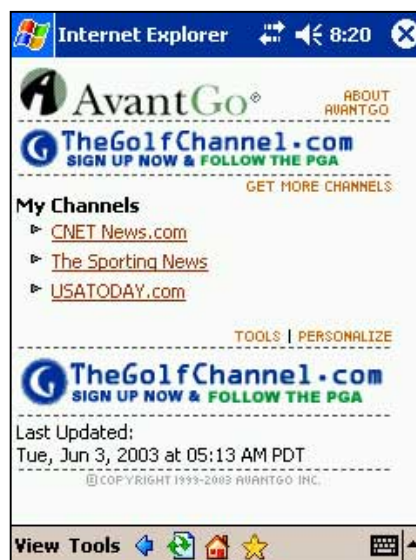 Internet Explorer 8:20
AvantGo®
ABOUT
AVANTGO
TheGolfChannel.com
SIGN UP NOW & FOLLOW THE PGA
GET MORE CHANNELS
My Channels
CNET News.com
The Sporting News
USATODAY.com
TOOLS | PERSONALIZE
TheGolfChannel.com
SIGN UP NOW & FOLLOW THE PGA
Last Updated:
Tue, Jun 3, 2003 at 05:13 AM PDT
©COPYRIGHT 1999-2003 AVANTGO INC.
View Tools